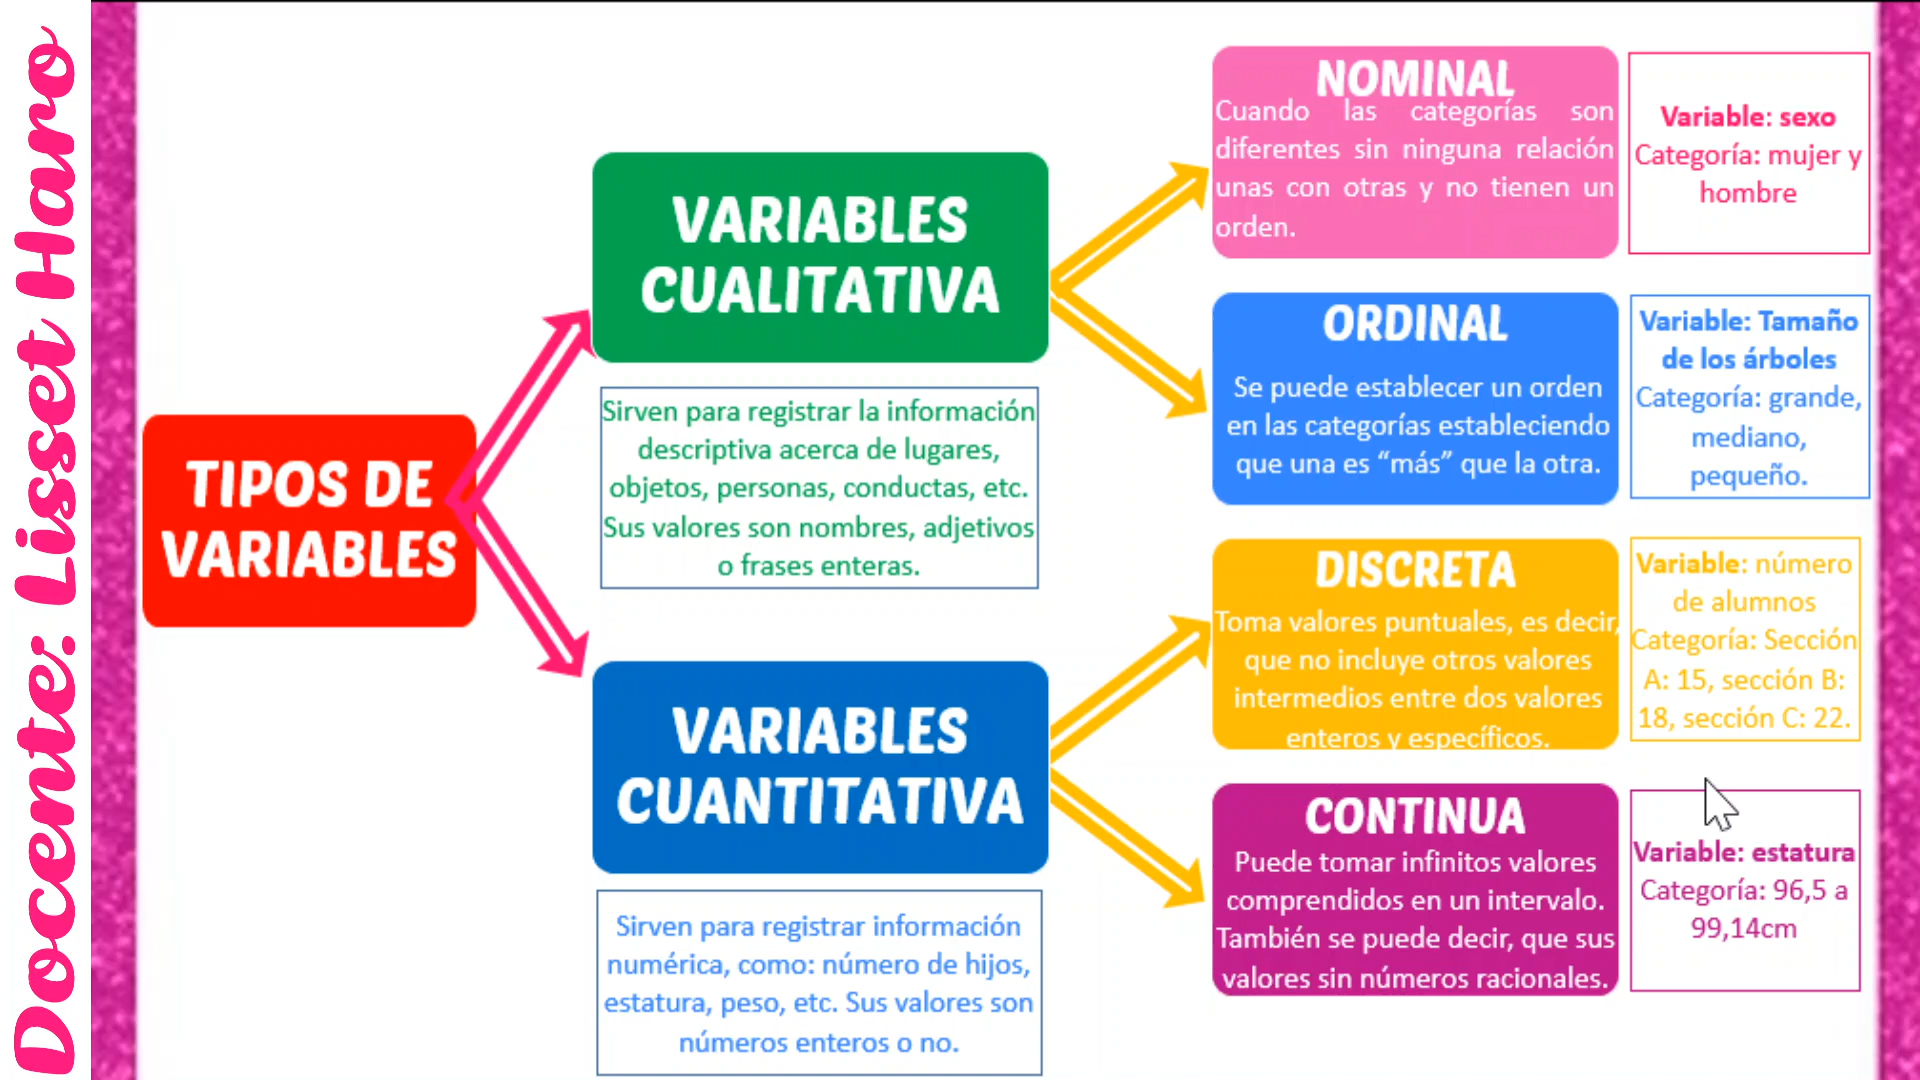 Docente: Lisset Haro
TIPOS DE
VARIABLES
VARIABLES
CUALITATIVA
Sirven para registrar la información
descriptiva acerca de lugares,
objetos, personas, conductas, etc.
Sus valores son nombres, adjetivos
o frases enteras.
VARIABLES
CUANTITATIVA
Sirven para registrar información
numérica, como: número de hijos,
estatura, peso, etc. Sus valores son
números enteros o no.
NOMINAL
Cuando las categorías son
diferentes sin ninguna relación
unas con otras y no tienen un
orden.
Variable: sexo
Categoría: mujer y
hombre
ORDINAL
Se puede establecer un orden
en las categorías estableciendo
que una es “más” que la otra.
Variable: Tamaño
de los árboles
Categoría: grande,
mediano,
pequeño.
DISCRETA
Toma valores puntuales, es decir,
que no incluye otros valores
intermedios entre dos valores
enteros y específicos.
Variable: número
de alumnos
Categoría: Sección
A: 15, sección B:
18, sección C: 22.
CONTINUA
Puede tomar infinitos valores
comprendidos en un intervalo.
También se puede decir, que sus
valores sin números racionales.
Variable: estatura
Categoría: 96,5 a
99,14cm